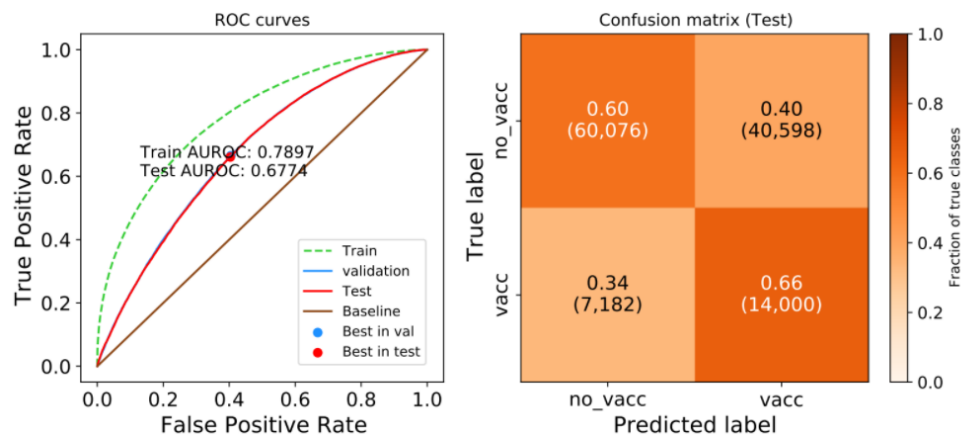 ROC curves
True Positive Rate
1.0
0.8
0.6
0.4
0.2
0.0
Train AUROC: 0.7897
Test AUROC: 0.6774
Train
validation
Test
Baseline
Best in val
Best in test
0.0 0.2 0.4 0.6 0.8 1.0
False Positive Rate
Confusion matrix (Test)
True label
no_vacc
vacc
0.60
(60,076)
0.40
(40,598)
0.34
(7,182)
0.66
(14,000)
no_vacc vacc
Predicted label
1.0
0.8
0.6
0.4
0.2
0.0
Fraction of true classes